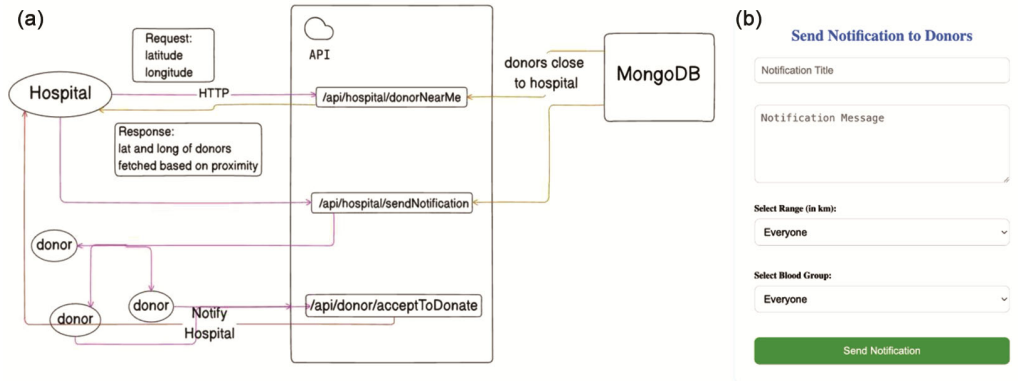 (a)
Request:
latitude
longitude
API
Hospital
HTTP
/api/hospital/donorNearMe
donors close
to hospital
MongoDB
Response:
lat and long of donors
fetched based on proximity
/api/hospital/sendNotification
donor
donor
donor
Notify
Hospital
/api/donor/acceptToDonate
(b)
Send Notification to Donors
Notification Title
Notification Message
Select Range (in km):
Everyone
Select Blood Group:
Everyone
Send Notification